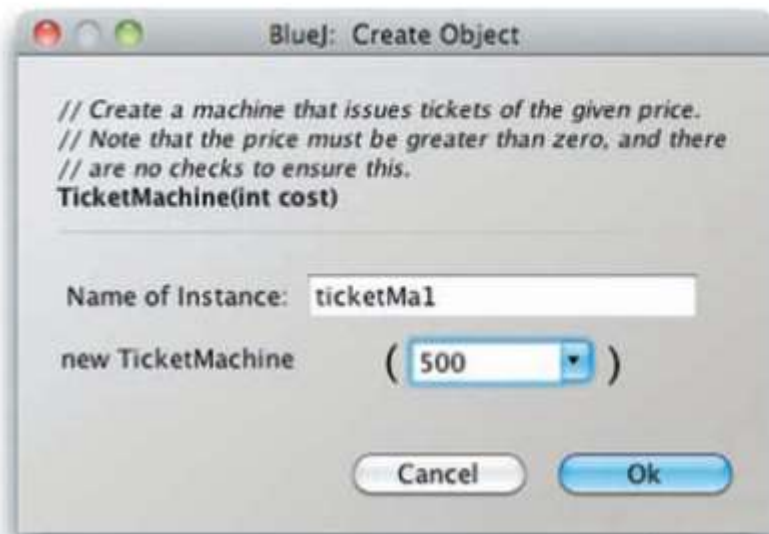 BlueJ: Create Object
// Create a machine that issues tickets of the given price.
// Note that the price must be greater than zero, and there
// are no checks to ensure this.
TicketMachine(int cost)
Name of Instance: ticketMa1
new TicketMachine ( 500 )
Cancel Ok